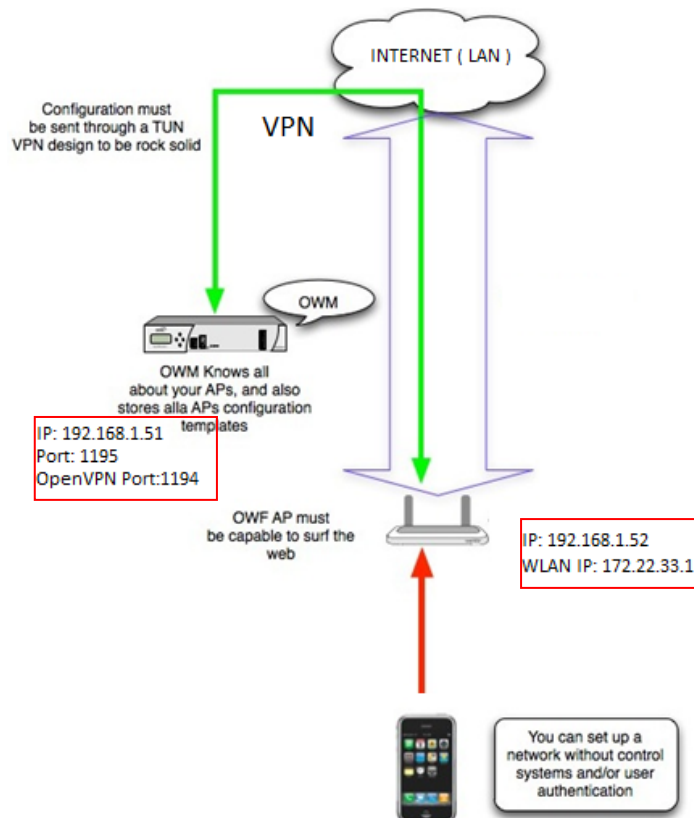 INTERNET ( LAN )
Configuration must
be sent through a TUN
VPN design to be rock solid
VPN
OWM
OWM Knows all
about your APs, and also
stores alla APs configuration
templates
IP: 192.168.1.51
Port: 1195
OpenVPN Port:1194
OWF AP must
be capable to surf the
web
IP: 192.168.1.52
WLAN IP: 172.22.33.1
You can set up a
network without control
systems and/or user
authentication